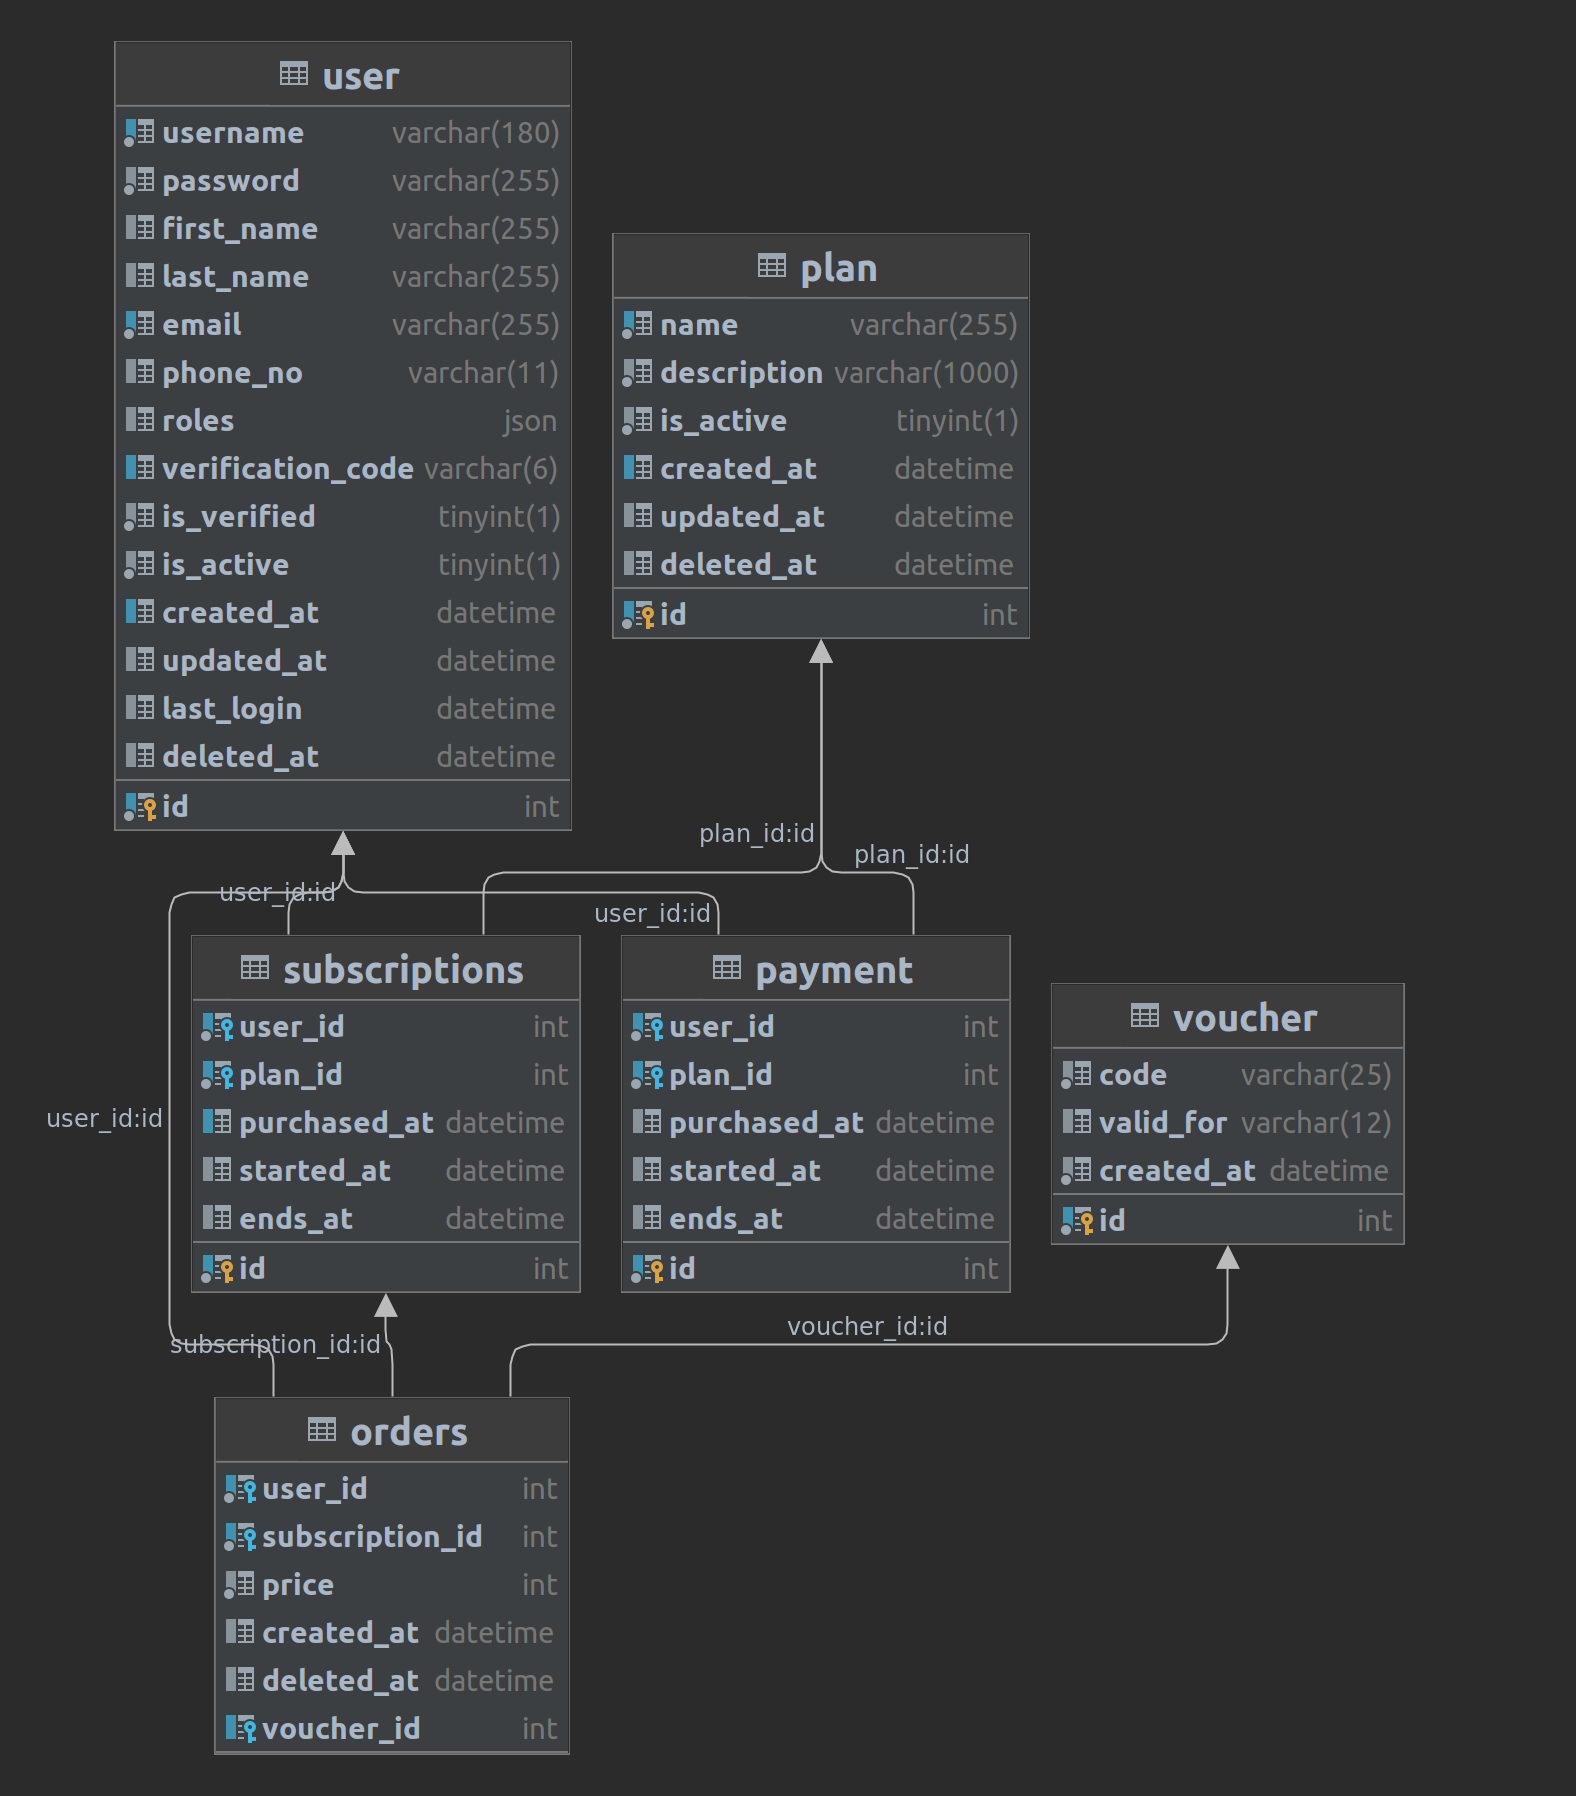 user
username varchar(180)
password varchar(255)
first_name varchar(255)
last_name varchar(255)
email varchar(255)
phone_no varchar(11)
roles json
verification_code varchar(6)
is_verified tinyint(1)
is_active tinyint(1)
created_at datetime
updated_at datetime
last_login datetime
deleted_at datetime
id int
plan
name varchar(255)
description varchar(1000)
is_active tinyint(1)
created_at datetime
updated_at datetime
deleted_at datetime
id int
plan_id:id
plan_id:id
user_id:id
user_id:id
subscriptions
user_id int
plan_id int
purchased_at datetime
started_at datetime
ends_at datetime
id int
payment
user_id int
plan_id int
purchased_at datetime
started_at datetime
ends_at datetime
id int
voucher
code varchar(25)
valid_for varchar(12)
created_at datetime
id int
user_id:id
subscription_id:id
voucher_id:id
orders
user_id int
subscription_id int
price int
created_at datetime
deleted_at datetime
voucher_id int